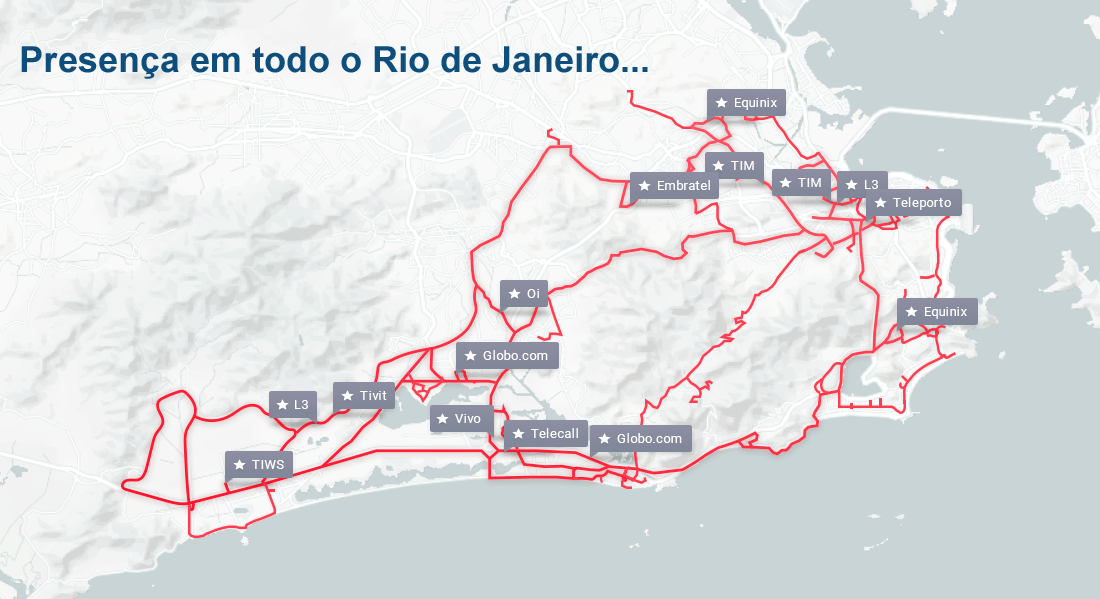 Presença em todo o Rio de Janeiro...
Equinix
TIM
Embratel
TIM
L3
Teleporto
Oi
Equinix
Globo.com
Tivit
L3
Vivo
Telecall
Globo.com
TIWS